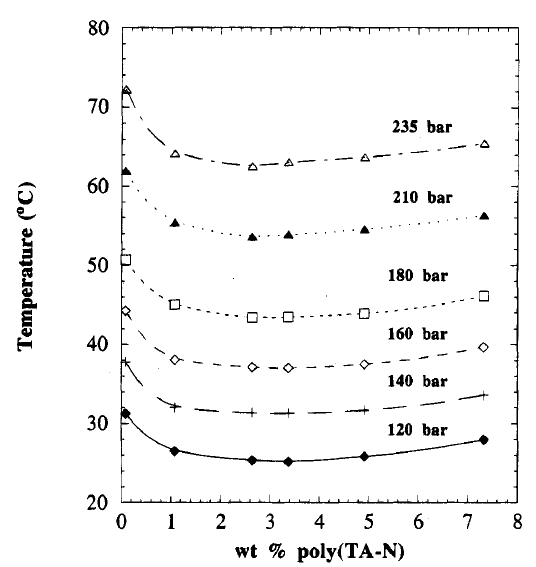 80
70
60
50
40
30
20
Temperature (°C)
235 bar
210 bar
180 bar
160 bar
140 bar
120 bar
0 1 2 3 4 5 6 7 8
wt % poly(TA-N)